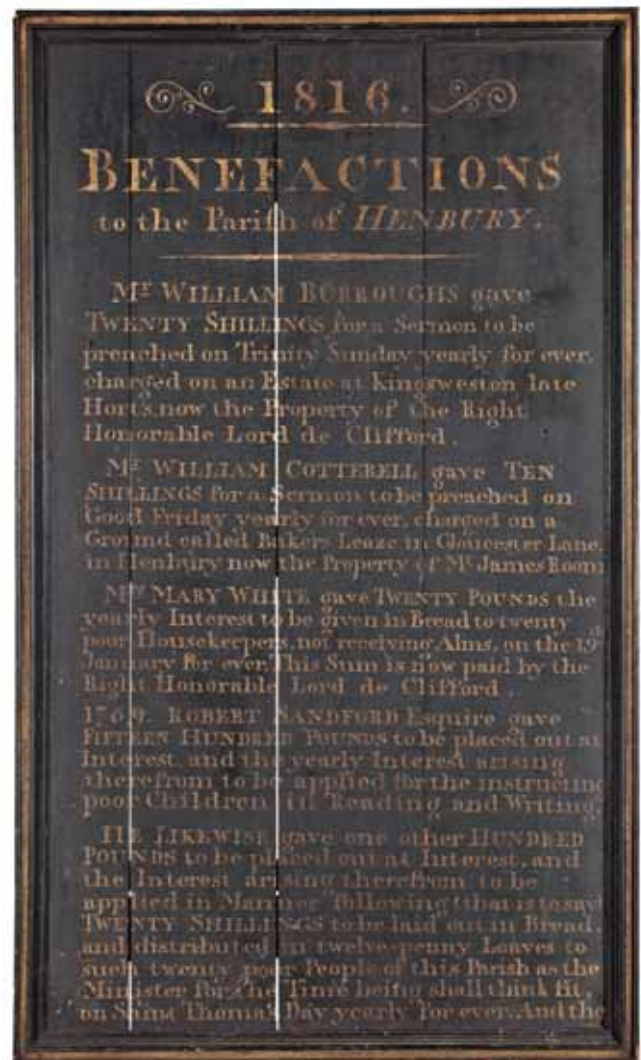 1816.
BENEFACTIONS
to the Parish of HENBURY.
Mr WILLIAM BURROUGHS gave
TWENTY SHILLINGS for a Sermon to be
preached on Trinity Sunday yearly for ever,
charged on an Estate at Kingsweston late
Horts, now the Property of the Right
Honorable Lord de Clifford.
Mr WILLIAM COTTERELL gave TEN
SHILLINGS for a Sermon to be preached on
Good Friday yearly for ever, charged on a
Ground called Bakers Leaze in Gloucester Lane,
in Henbury now the Property of Mr James Room
MARY WHITE gave TWENTY POUNDS the
yearly Interest to be given in Bread to twenty
poor Housekeepers, not receiving Alms, on the 19th
January for ever. This Sum is now paid by the
Right Honorable Lord de Clifford.
ROBERT SANDFORD Esquire gave
FIFTEEN HUNDRED POUNDS to be placed out at
Interest, and the yearly Interest arising
therefrom to be applied for the instructing
poor Children in Reading and Writing.
HE LIKEWISE gave one other HUNDRED
POUNDS to be placed out at Interest, and
the Interest arising therefrom to be
applied in Manner following (that is to say)
TWENTY SHILLINGS to be laid out in Bread,
and distributed in twelve-penny Loaves to
such twenty poor People of this Parish as the
Minister for the Time being shall think fit,
on Saint Thomas Day yearly for ever. And the